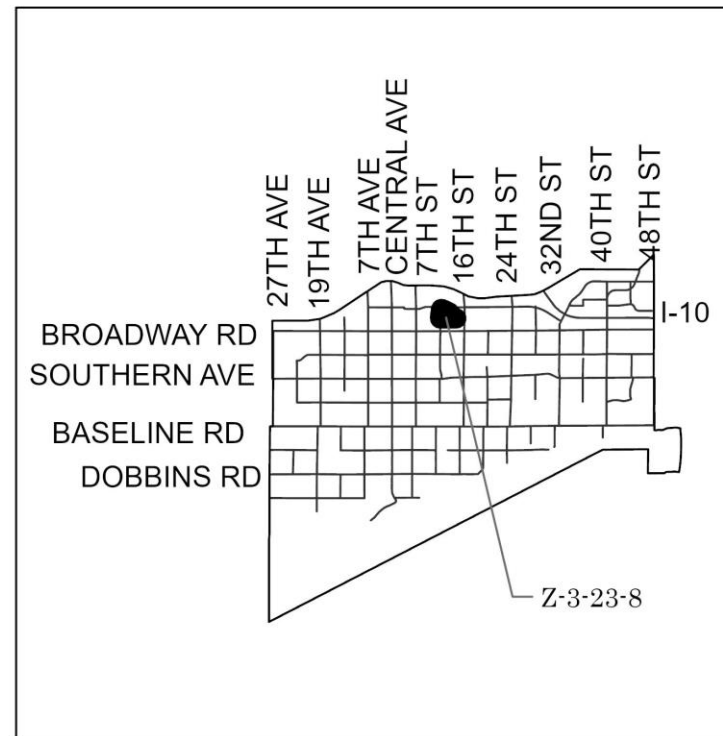 27TH AVE
19TH AVE
7TH AVE
CENTRAL AVE
7TH ST
16TH ST
24TH ST
32ND ST
40TH ST
48TH ST
I-10
BROADWAY RD
SOUTHERN AVE
BASELINE RD
DOBBINS RD
Z-3-23-8